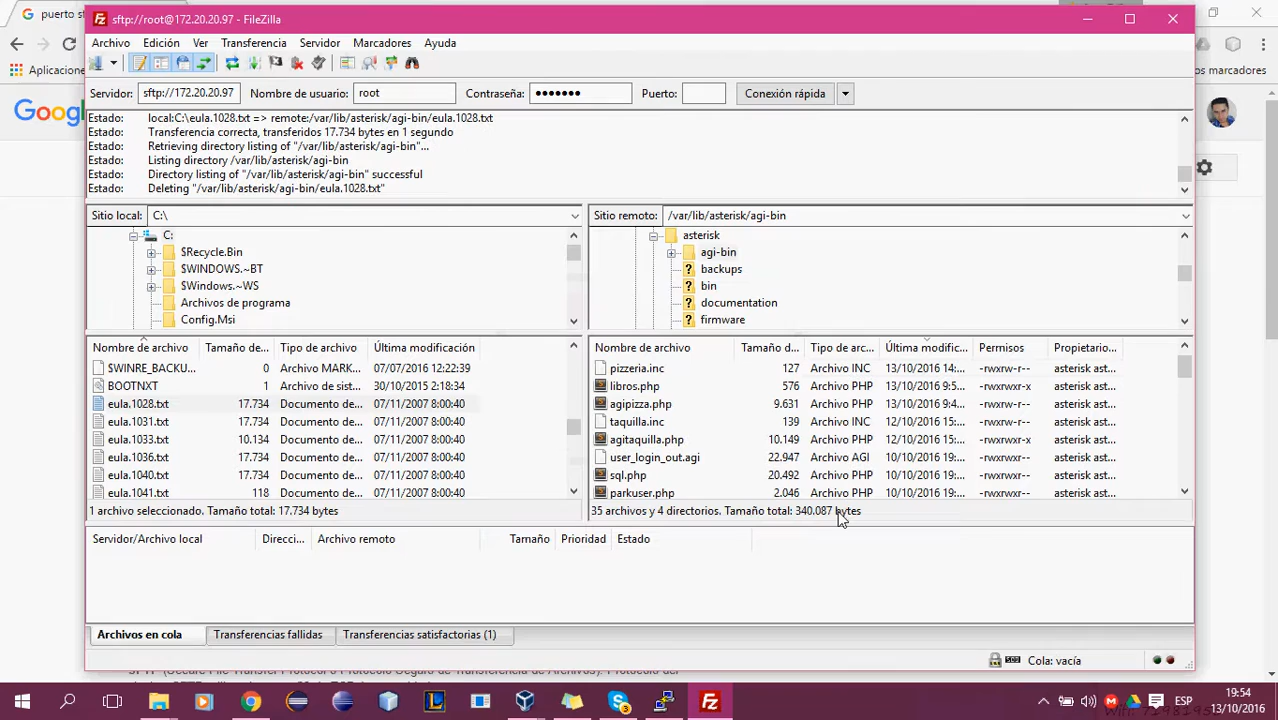 puerto s
sftp://root@172.20.20.97 - FileZilla
Archivo Edición Ver Transferencia Servidor Marcadores Ayuda
Aplicacione
os marcadores
Servidor: sftp://172.20.20.97 Nombre de usuario: root Contraseña: ●●●●●●● Puerto: Conexión rápida
Googl
Estado: local:C:\eula.1028.txt => remote:/var/lib/asterisk/agi-bin/eula.1028.txt
Estado: Transferencia correcta, transferidos 17.734 bytes en 1 segundo
Estado: Retrieving directory listing of "/var/lib/asterisk/agi-bin"...
Estado: Listing directory /var/lib/asterisk/agi-bin
Estado: Directory listing of "/var/lib/asterisk/agi-bin" successful
Estado: Deleting "/var/lib/asterisk/agi-bin/eula.1028.txt"
Sitio local: C:\
C:
$Recycle.Bin
$WINDOWS.~BT
$Windows.~WS
Archivos de programa
Config.Msi
Sitio remoto: /var/lib/asterisk/agi-bin
asterisk
agi-bin
? backups
? bin
? documentation
? firmware
Nombre de archivo Tamaño de... Tipo de archivo Última modificación
$WINRE_BACKU... 0 Archivo MARK... 07/07/2016 12:22:39
BOOTNXT 1 Archivo de sis... 30/10/2015 2:18:34
eula.1028.txt 17.734 Documento de... 07/11/2007 8:00:40
eula.1031.txt 17.734 Documento de... 07/11/2007 8:00:40
eula.1033.txt 10.134 Documento de... 07/11/2007 8:00:40
eula.1036.txt 17.734 Documento de... 07/11/2007 8:00:40
eula.1040.txt 17.734 Documento de... 07/11/2007 8:00:40
eula.1041.txt 118 Documento de... 07/11/2007 8:00:40
1 archivo seleccionado. Tamaño total: 17.734 bytes
Nombre de archivo Tamaño d... Tipo de arc... Última modific... Permisos Propietario...
pizzeria.inc 127 Archivo INC 13/10/2016 14:... -rwxrw-r-- asterisk ast...
libros.php 576 Archivo PHP 13/10/2016 9:5... -rwxrwxr-x asterisk ast...
agipizza.php 9.631 Archivo PHP 13/10/2016 9:4... -rwxrw-r-- asterisk ast...
taquilla.inc 139 Archivo INC 12/10/2016 15:... -rwxrw-r-- asterisk ast...
agitaquilla.php 10.149 Archivo PHP 12/10/2016 15:... -rwxrwxr-x asterisk ast...
user_login_out.agi 22.947 Archivo AGI 10/10/2016 19:... -rwxrwxr-- asterisk ast...
sql.php 20.492 Archivo PHP 10/10/2016 19:... -rwxrwxr-- asterisk ast...
parkuser.php 2.046 Archivo PHP 10/10/2016 19:... -rwxrwxr-- asterisk ast...
35 archivos y 4 directorios. Tamaño total: 340.087 bytes
Servidor/Archivo local Direcci... Archivo remoto Tamaño Prioridad Estado
Archivos en cola Transferencias fallidas Transferencias satisfactorias (1)
Cola: vacía
ESP
19:54
13/10/2016